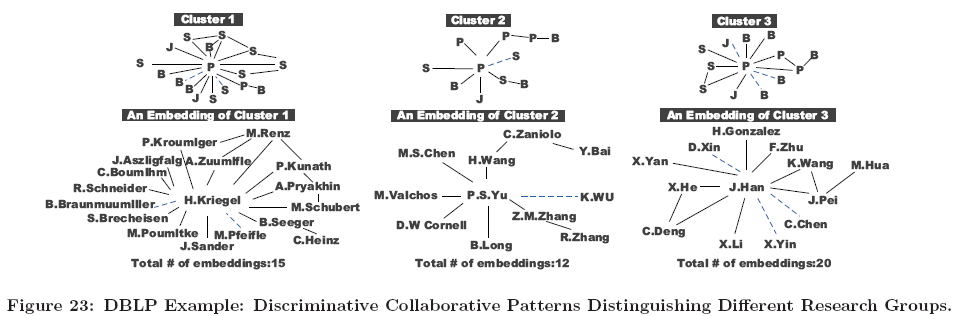 Cluster 1
S
S
J
B
S
S
P
S
B
S
B
B
S
P
B
J
S
An Embedding of Cluster 1
M.Renz
P.Kroumlger
J.Aszligfalg
A.Zuumlfle
P.Kunath
C.Boumlhm
R.Schneider
A.Pryakhin
H.Kriegel
B.Braunmuumlller
M.Schubert
S.Brecheisen
B.Seeger
M.Poumltke
M.Pfeifle
C.Heinz
J.Sander
Total # of embeddings:15
Cluster 2
P
P
P
B
S
S
P
B
S
B
J
An Embedding of Cluster 2
C.Zaniolo
M.S.Chen
Y.Bai
H.Wang
M.Valchos
P.S.Yu
K.WU
D.W Cornell
Z.M.Zhang
R.Zhang
B.Long
Total # of embeddings:12
Cluster 3
J
B
B
S
P
B
S
P
P
S
B
J
B
An Embedding of Cluster 3
H.Gonzalez
D.Xin
F.Zhu
X.Yan
K.Wang
M.Hua
X.He
J.Han
J.Pei
C.Deng
C.Chen
X.Li
X.Yin
Total # of embeddings:20
Figure 23: DBLP Example: Discriminative Collaborative Patterns Distinguishing Different Research Groups.